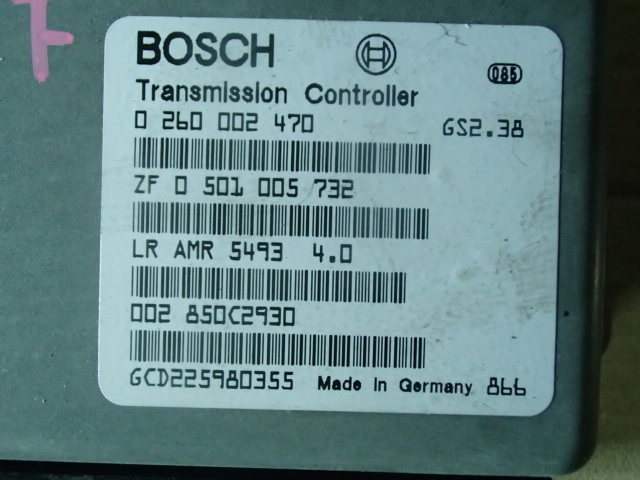 7
BOSCH
085
Transmission Controller
0 260 002 470 GS2.38
ZF 0 501 005 732
LR AMR 5493 4.0
002 850C2930
GCD225980355 Made In Germany 866